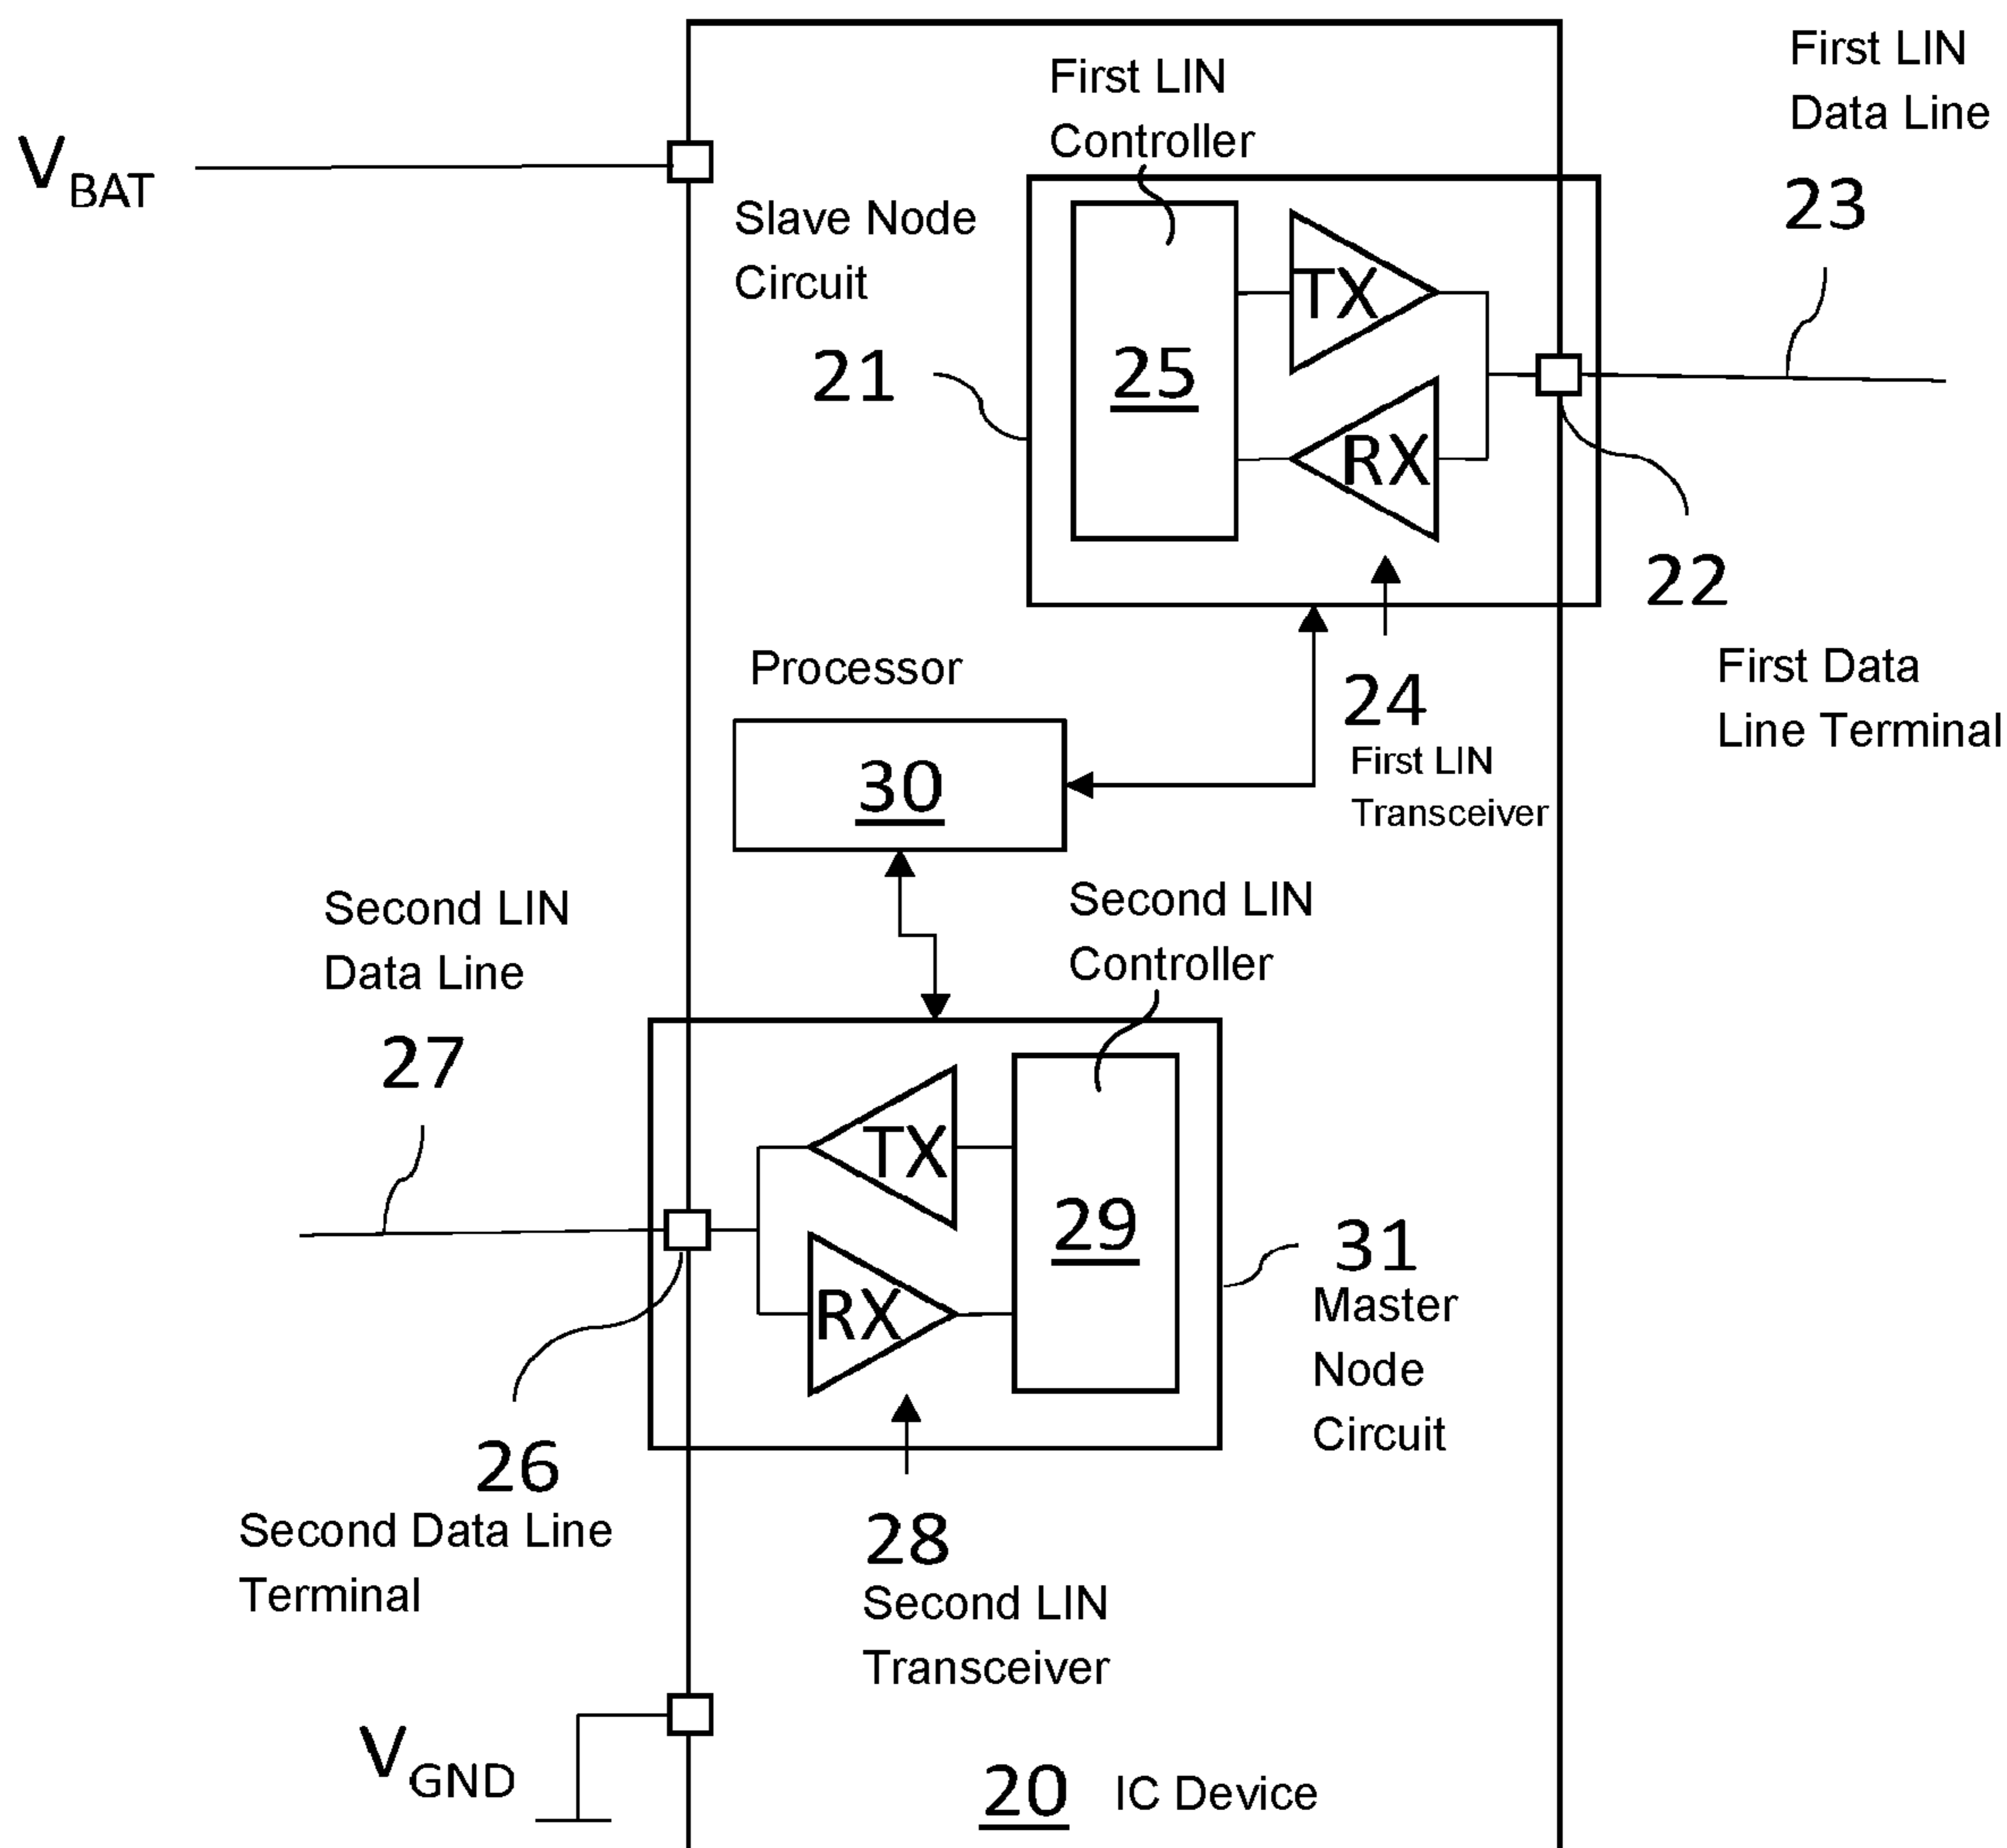 First LIN
Data Line
23
First LIN
Controller
V BAT
Slave Node
Circuit
21
25
TX
RX
22
First Data
Line Terminal
24
First LIN
Transceiver
Processor
30
Second LIN
Data Line
27
Second LIN
Controller
TX
RX
29
31
Master
Node
Circuit
26
Second Data Line
Terminal
28
Second LIN
Transceiver
V GND
20 IC Device